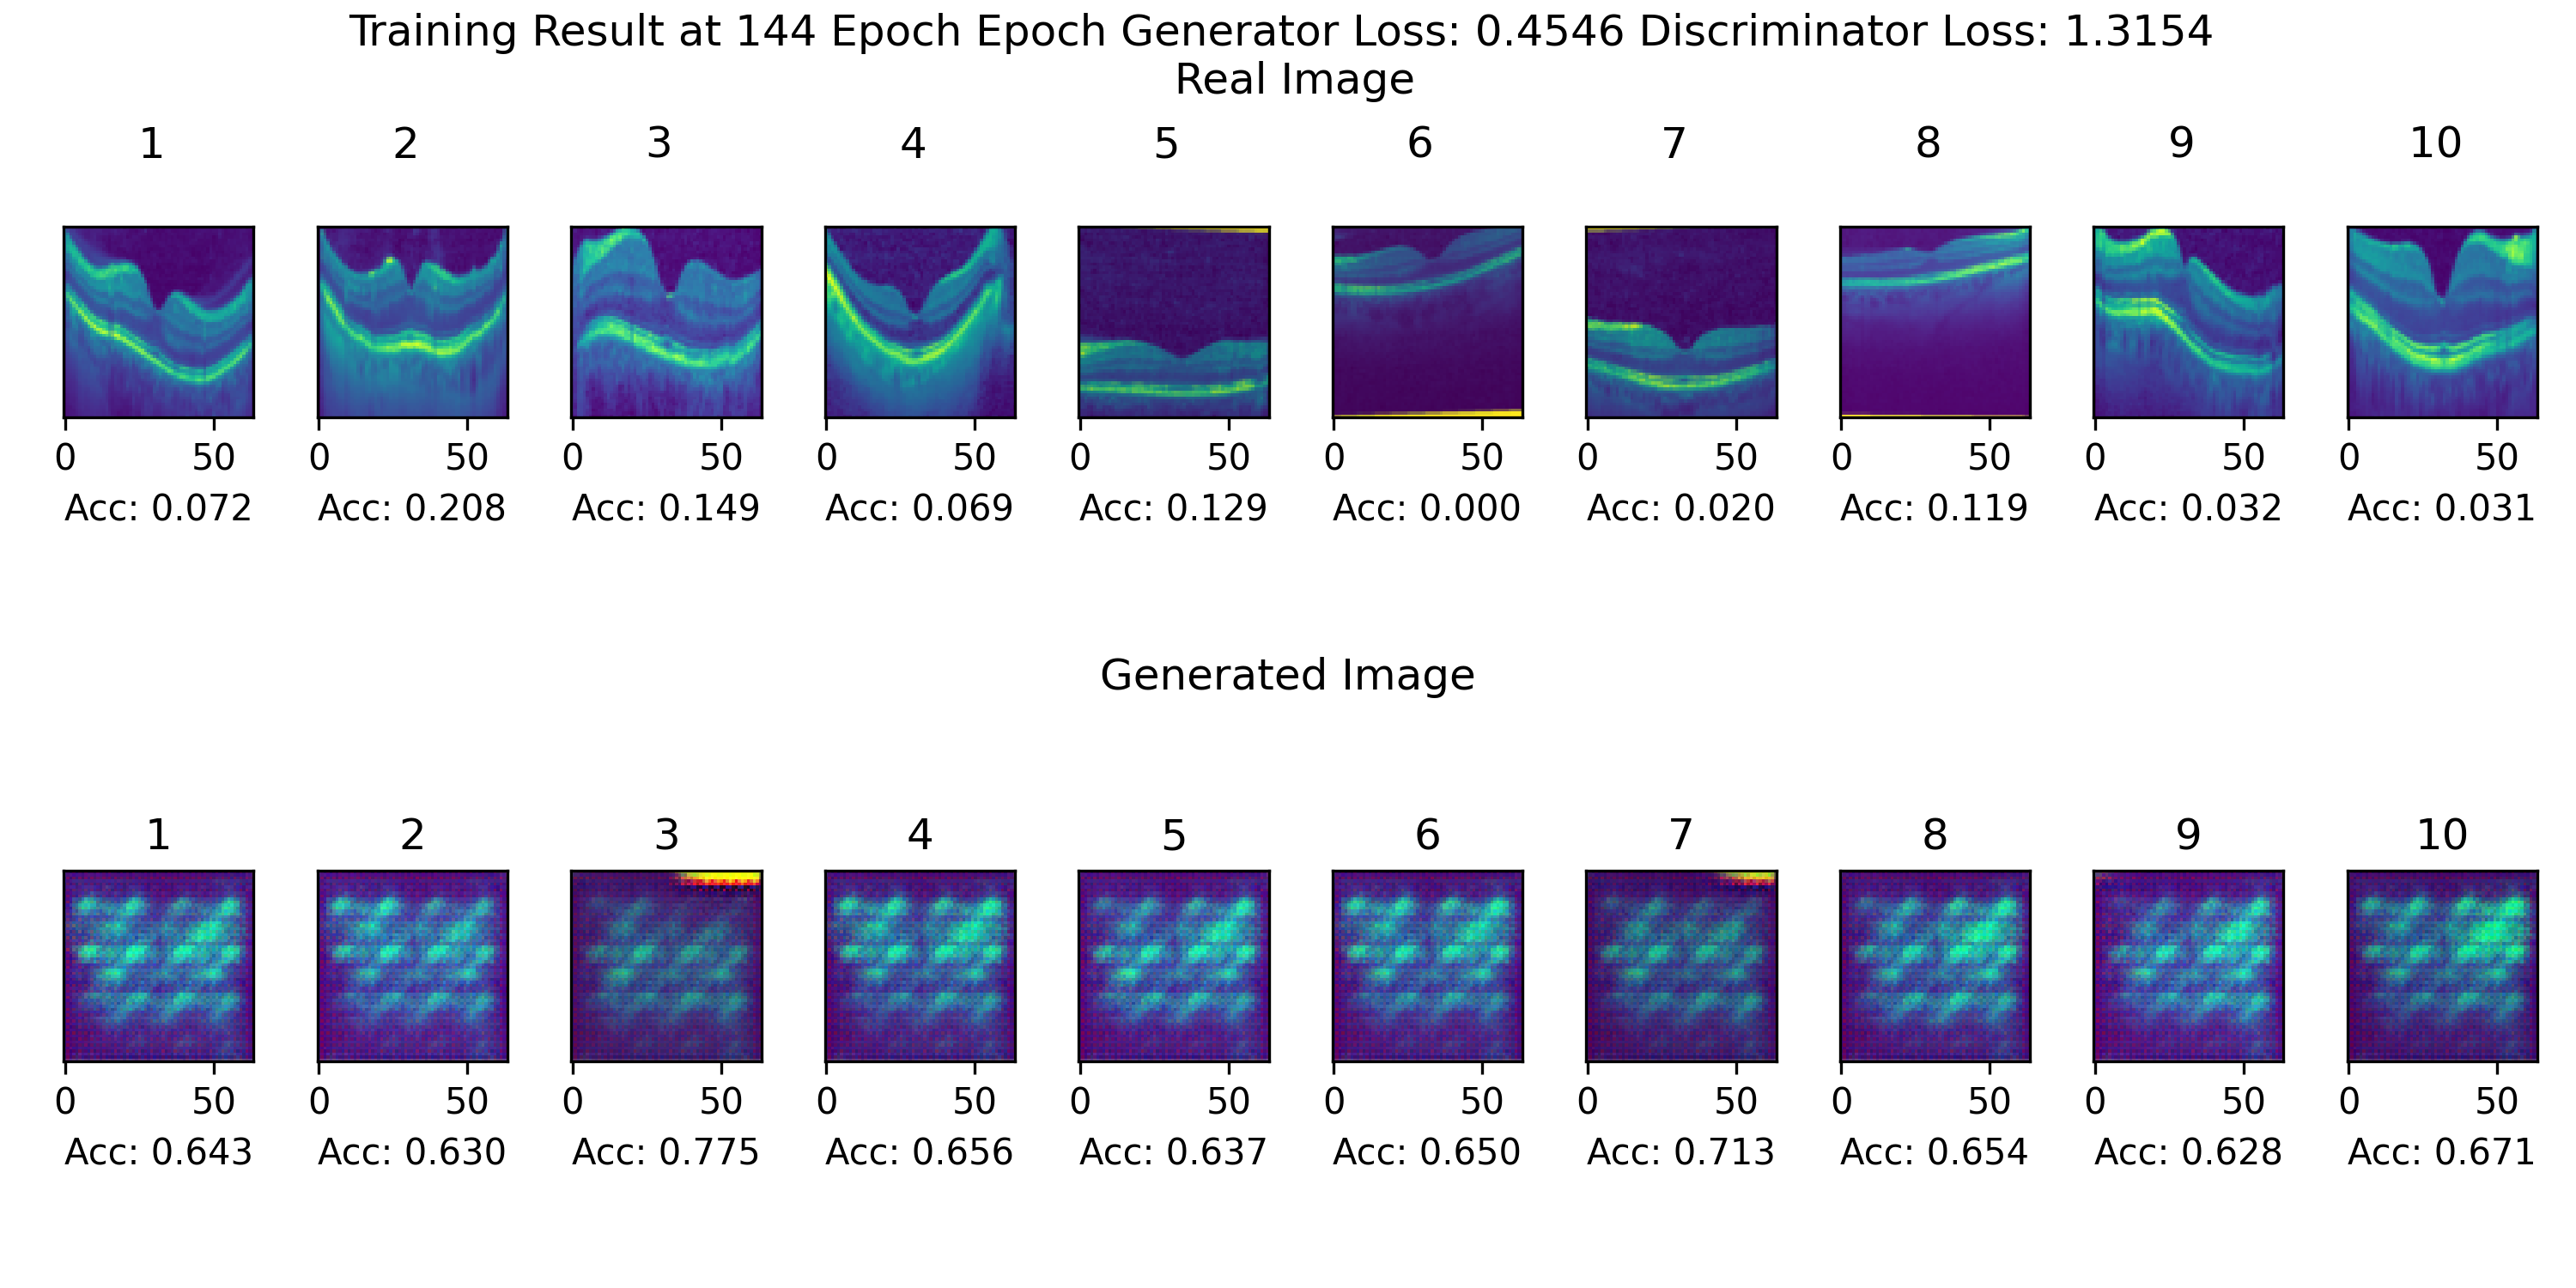 Training Result at 144 Epoch Epoch Generator Loss: 0.4546 Discriminator Loss: 1.3154
Real Image
1 2 3 4 5 6 7 8 9 10
0 50 0 50 0 50 0 50 0 50 0 50 0 50 0 50 0 50 0 50
Acc: 0.072 Acc: 0.208 Acc: 0.149 Acc: 0.069 Acc: 0.129 Acc: 0.000 Acc: 0.020 Acc: 0.119 Acc: 0.032 Acc: 0.031
Generated Image
1 2 3 4 5 6 7 8 9 10
0 50 0 50 0 50 0 50 0 50 0 50 0 50 0 50 0 50 0 50
Acc: 0.643 Acc: 0.630 Acc: 0.775 Acc: 0.656 Acc: 0.637 Acc: 0.650 Acc: 0.713 Acc: 0.654 Acc: 0.628 Acc: 0.671